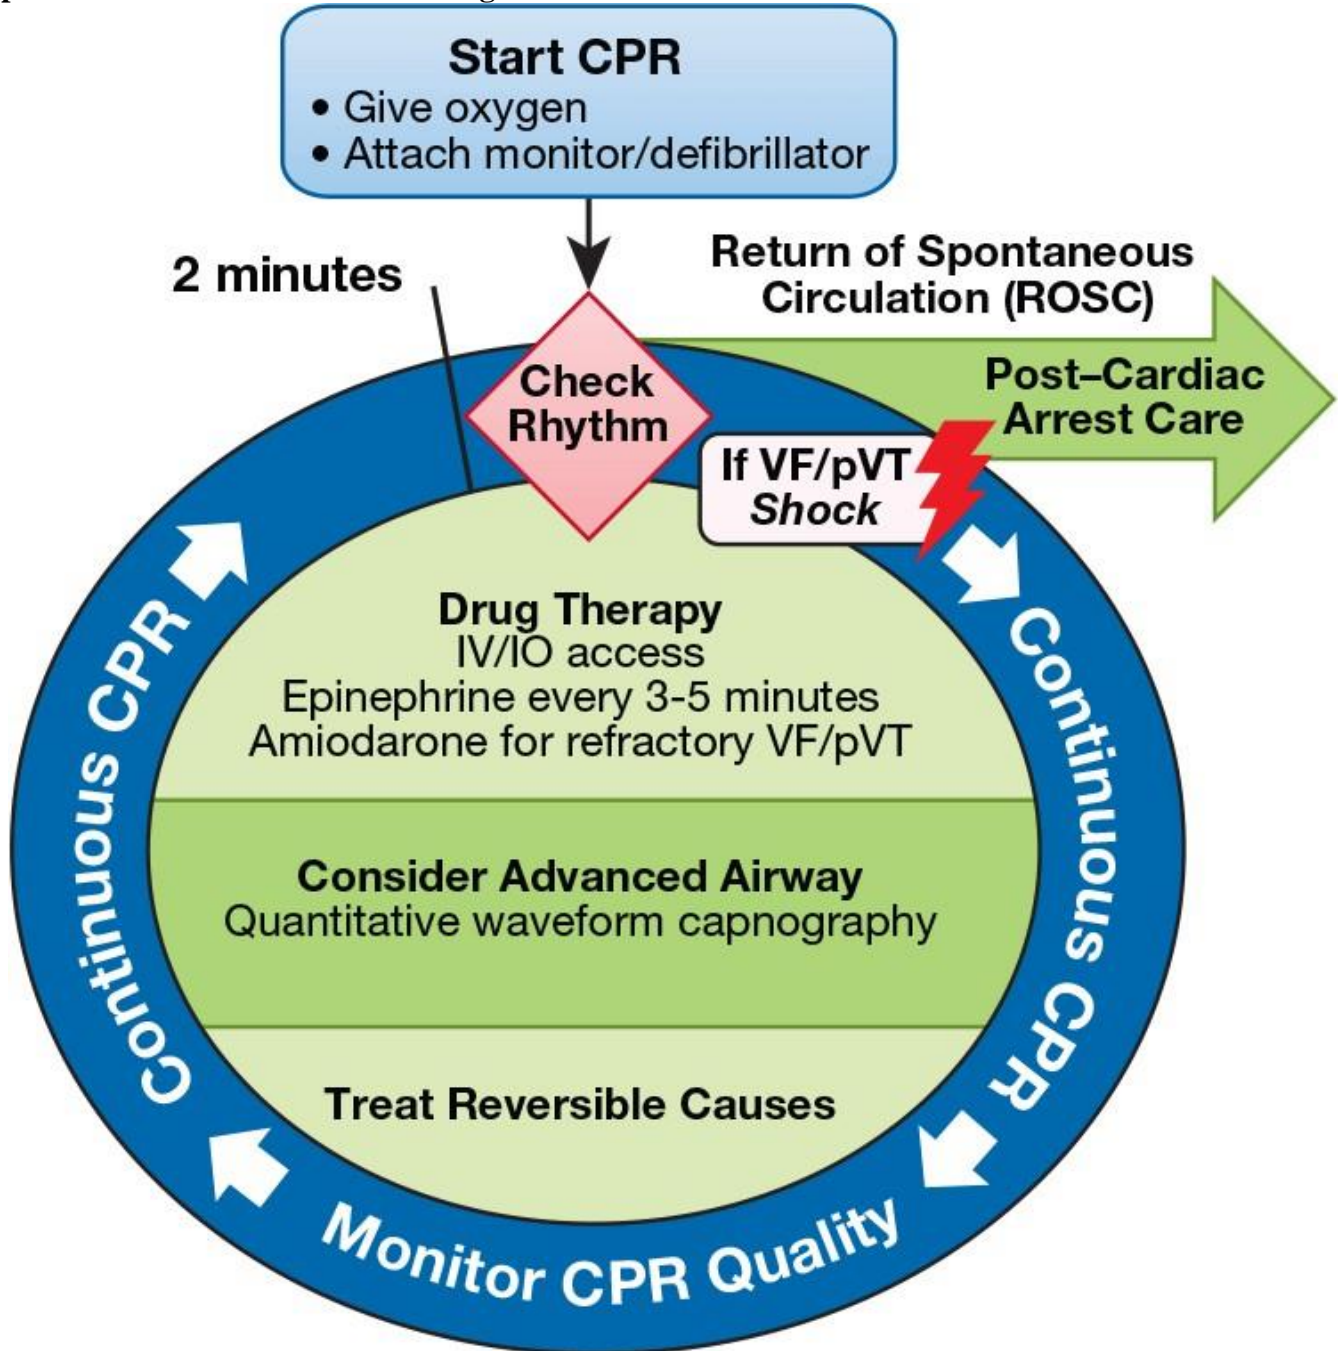 Start CPR
• Give oxygen
• Attach monitor/defibrillator
2 minutes
Return of Spontaneous
Circulation (ROSC)
Check
Rhythm
Post–Cardiac
Arrest Care
If VF/pVT
Shock
Drug Therapy
IV/IO access
Epinephrine every 3-5 minutes
Amiodarone for refractory VF/pVT
Consider Advanced Airway
Quantitative waveform capnography
Treat Reversible Causes
Continuous CPR
Monitor CPR Quality
Continuous CPR